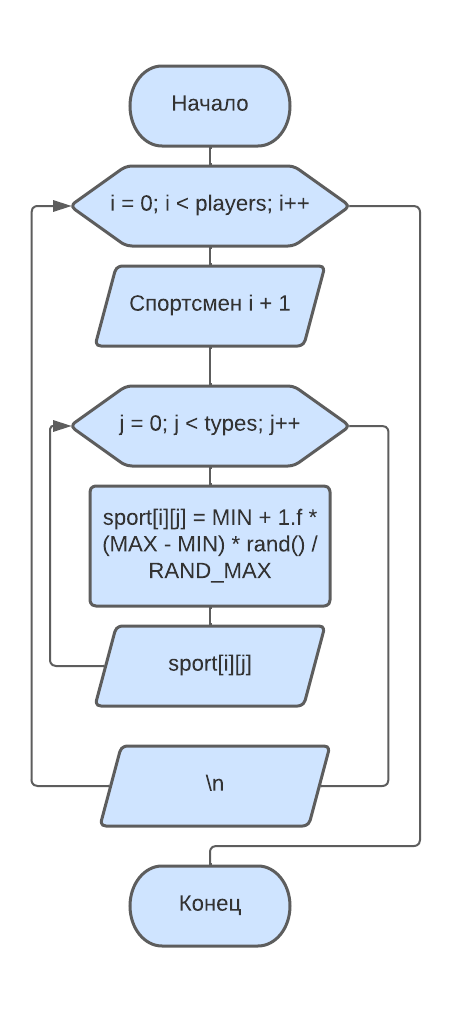 Начало
i = 0; i < players; i++
Спортсмен i + 1
j = 0; j < types; j++
sport[i][j] = MIN + 1.f *
(MAX - MIN) * rand() /
RAND_MAX
sport[i][j]
\n
Конец